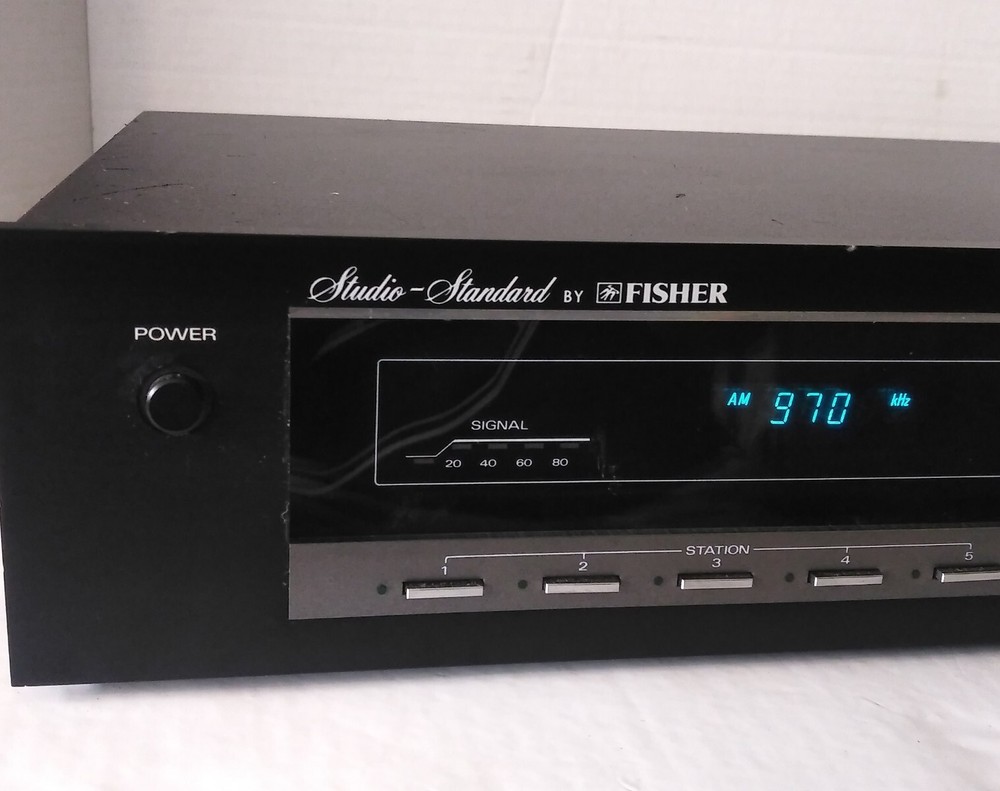 Studio-Standard BY FISHER
POWER
AM 970 kHz
SIGNAL
20 40 60 80
STATION
1 2 3 4 5